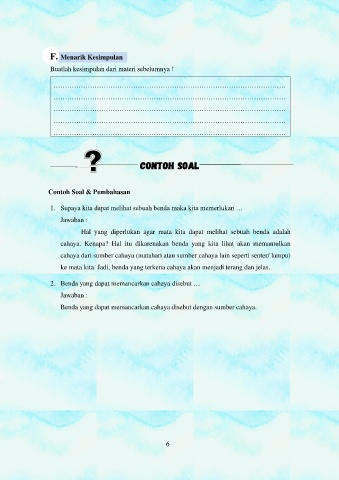 F. Menarik Kesimpulan
Buatlah kesimpulan dari materi sebelumnya !
?
CONTOH SOAL
Contoh Soal & Pembahasan
1. Supaya kita dapat melihat sebuah benda maka kita memerlukan …
Jawaban :
Hal yang diperlukan agar mata kita dapat melihat sebuah benda adalah
cahaya. Kenapa? Hal itu dikarenakan benda yang kita lihat akan memantulkan
cahaya dari sumber cahaya (matahari atau sumber cahaya lain seperti senter/ lampu)
ke mata kita. Jadi, benda yang terkena cahaya akan menjadi terang dan jelas.
2. Benda yang dapat memancarkan cahaya disebut …
Jawaban :
Benda yang dapat memancarkan cahaya disebut dengan sumber cahaya.
6